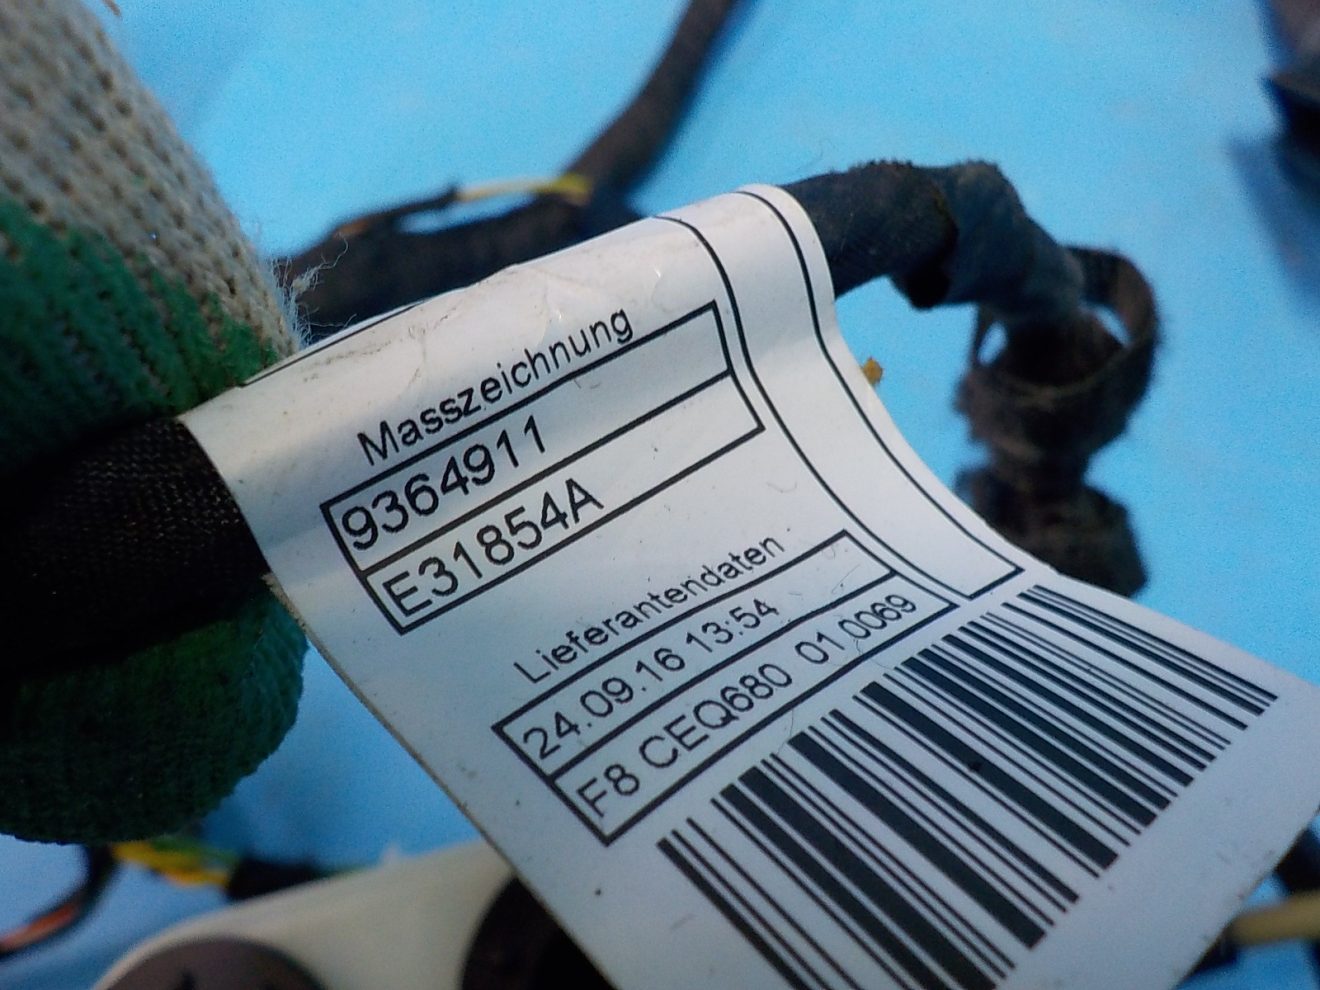 Masszeichnung
9364911
E31854A
Lieferantendaten
24.09.16 13:54
F8 CEQ680 01.0069